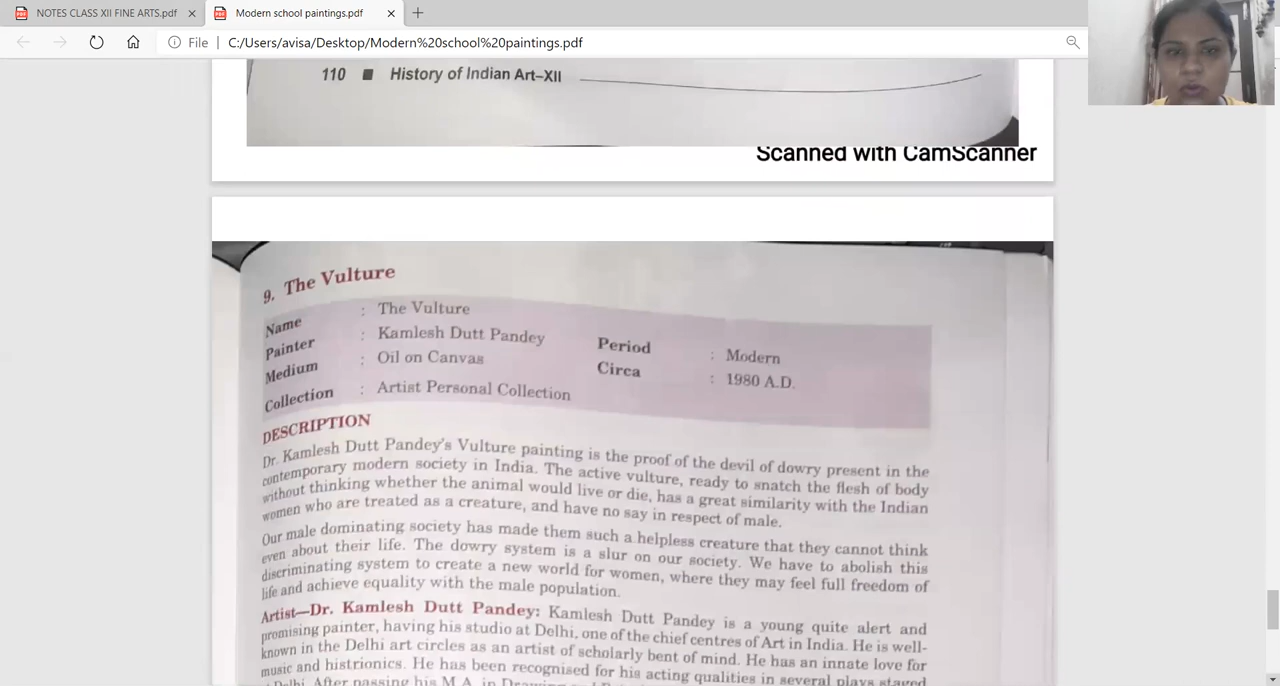 NOTES CLASS XII FINE ARTS.pdf
Modern school paintings.pdf
File
C:/Users/avisa/Desktop/Modern%20school%20paintings.pdf
110 ■ History of Indian Art–XII
Scanned with CamScanner
9. The Vulture
Name : The Vulture
Painter : Kamlesh Dutt Pandey Period : Modern
Medium : Oil on Canvas Circa : 1980 A.D.
Collection : Artist Personal Collection
DESCRIPTION
Dr. Kamlesh Dutt Pandey's Vulture painting is the proof of the devil of dowry present in the
contemporary modern society in India. The active vulture, ready to snatch the flesh of body
without thinking whether the animal would live or die, has a great similarity with the Indian
women who are treated as a creature, and have no say in respect of male.
Our male dominating society has made them such a helpless creature that they cannot think
even about their life. The dowry system is a slur on our society. We have to abolish this
discriminating system to create a new world for women, where they may feel full freedom of
life and achieve equality with the male population.
Artist—Dr. Kamlesh Dutt Pandey: Kamlesh Dutt Pandey is a young quite alert and
promising painter, having his studio at Delhi, one of the chief centres of Art in India. He is well-
known in the Delhi art circles as an artist of scholarly bent of mind. He has an innate love for
music and histrionics. He has been recognised for his acting qualities in several plays staged
Delhi. After passing his M.A. in